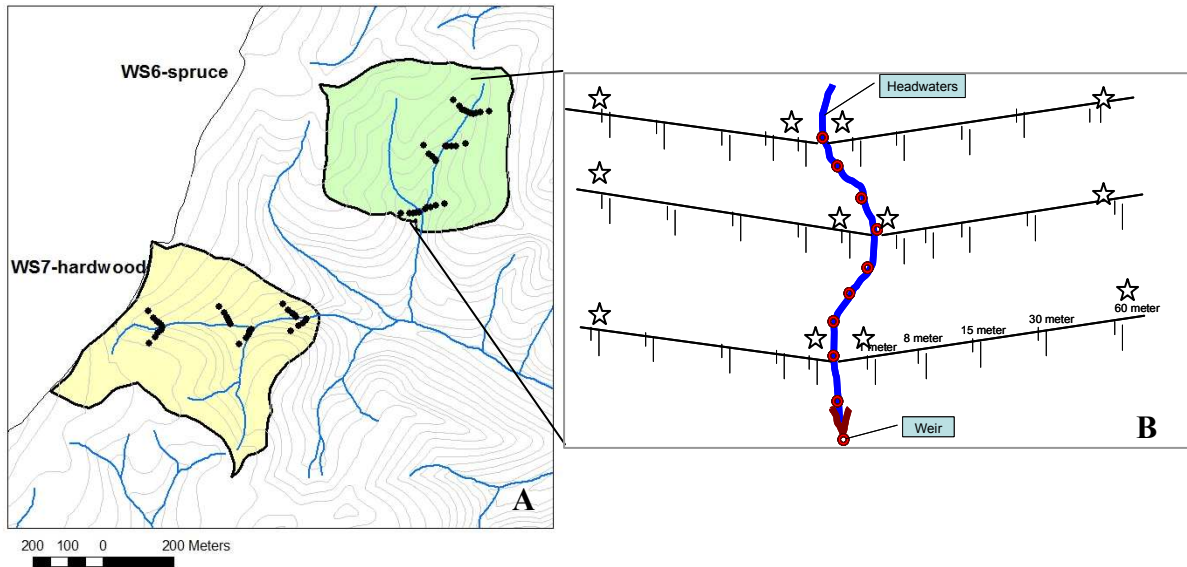 WS6-spruce
WS7-hardwood
A
200 100 0 200 Meters
Headwaters
60 meter
30 meter
15 meter
8 meter
meter
Weir
B